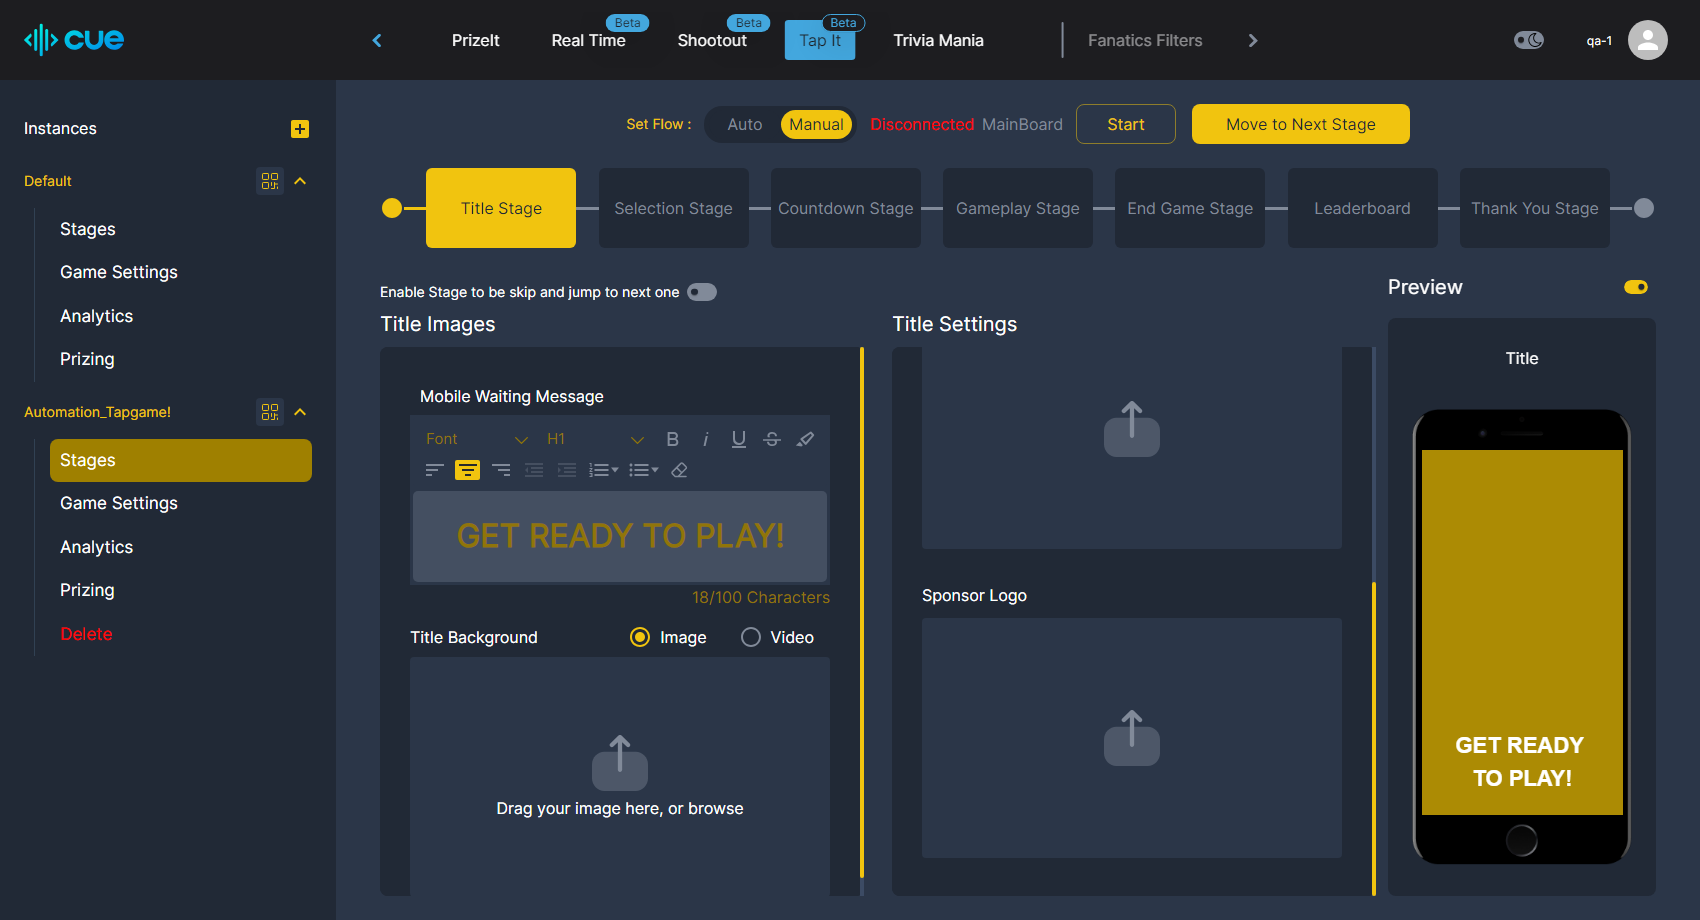 cue
PrizeIt
Real Time
Beta
Shootout
Beta
Tap It
Beta
Trivia Mania
Fanatics Filters
qa-1
Instances
Default
Stages
Game Settings
Analytics
Prizing
Automation_Tapgame!
Stages
Game Settings
Analytics
Prizing
Delete
Set Flow :
Auto
Manual
Disconnected MainBoard
Start
Move to Next Stage
Title Stage
Selection Stage
Countdown Stage
Gameplay Stage
End Game Stage
Leaderboard
Thank You Stage
Enable Stage to be skip and jump to next one
Title Images
Mobile Waiting Message
Font
H1
B
i
U
S
GET READY TO PLAY!
18/100 Characters
Title Background
Image
Video
Drag your image here, or browse
Title Settings
Sponsor Logo
Preview
Title
GET READY
TO PLAY!